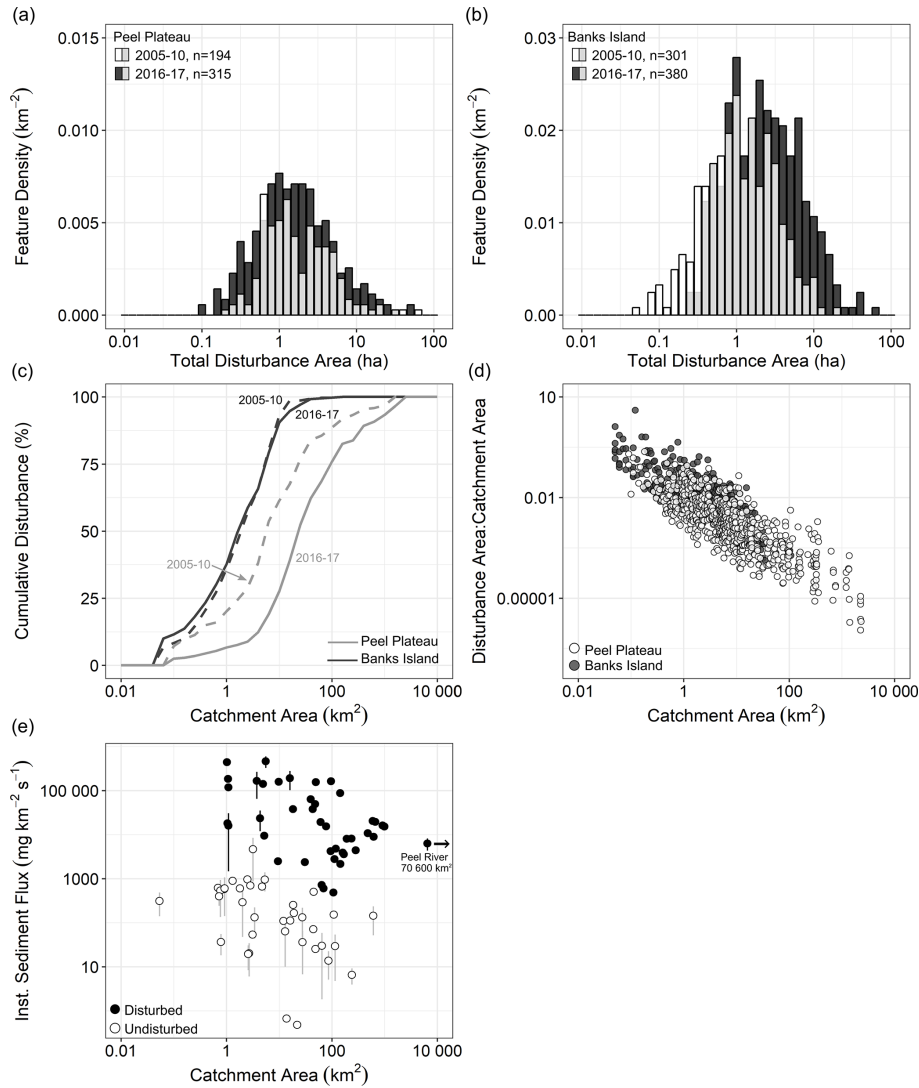 (a)
Peel Plateau
2005-10, n=194
2016-17, n=315
0.015
0.010
0.005
0.000
Feature Density (km⁻²)
0.01 0.1 1 10 100
Total Disturbance Area (ha)
(b)
Banks Island
2005-10, n=301
2016-17, n=380
0.03
0.02
0.01
0.00
Feature Density (km⁻²)
0.01 0.1 1 10 100
Total Disturbance Area (ha)
(c)
100
75
50
25
0
Cumulative Disturbance (%)
2005-10
2016-17
2005-10
2016-17
Peel Plateau
Banks Island
0.01 1 100 10 000
Catchment Area (km²)
(d)
10
0.01
0.00001
Disturbance Area:Catchment Area
Peel Plateau
Banks Island
0.01 1 100 10 000
Catchment Area (km²)
(e)
100 000
1000
10
Inst. Sediment Flux (mg km⁻² s⁻¹)
Peel River
70 600 km²
Disturbed
Undisturbed
0.01 1 100 10 000
Catchment Area (km²)